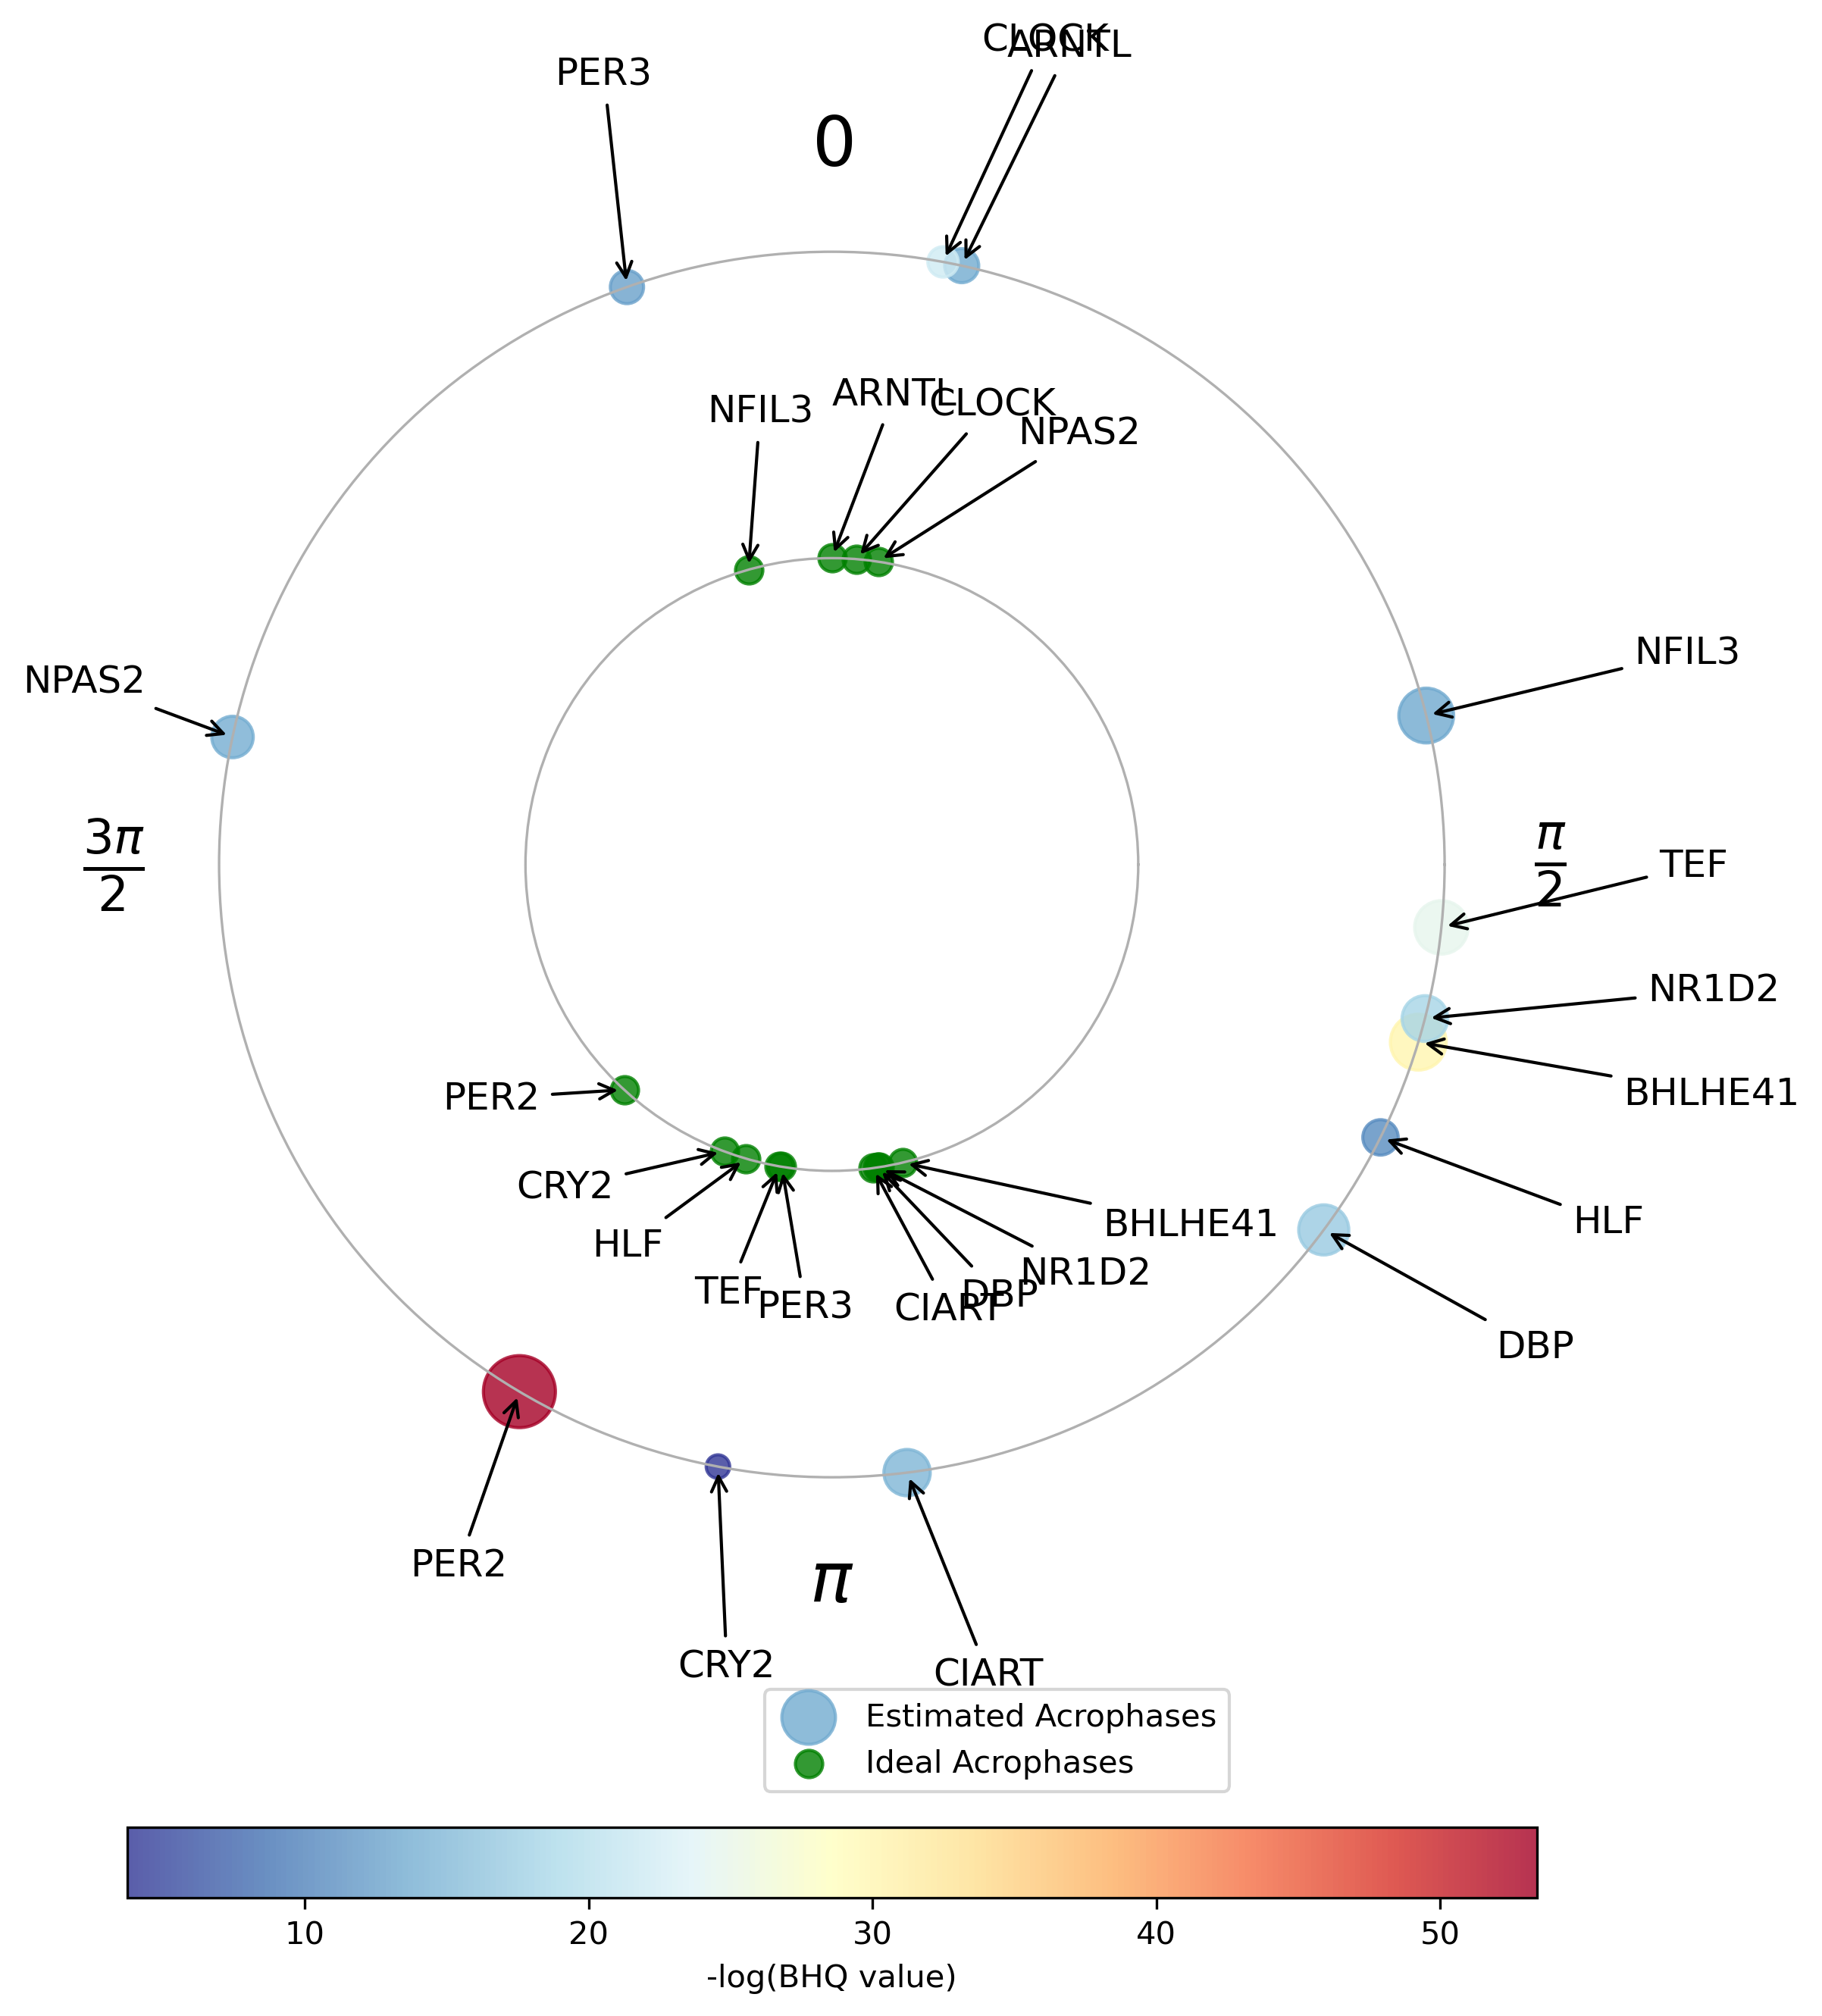 CLOCK
ARNTL
PER3
0
ARNTL
CLOCK
NFIL3
NPAS2
NFIL3
NPAS2
3π
2
π
2
TEF
NR1D2
BHLHE41
PER2
CRY2
HLF
BHLHE41
HLF
NR1D2
TEF
DBP
PER3
CIART
DBP
PER2
π
CRY2
CIART
Estimated Acrophases
Ideal Acrophases
10 20 30 40 50
-log(BHQ value)